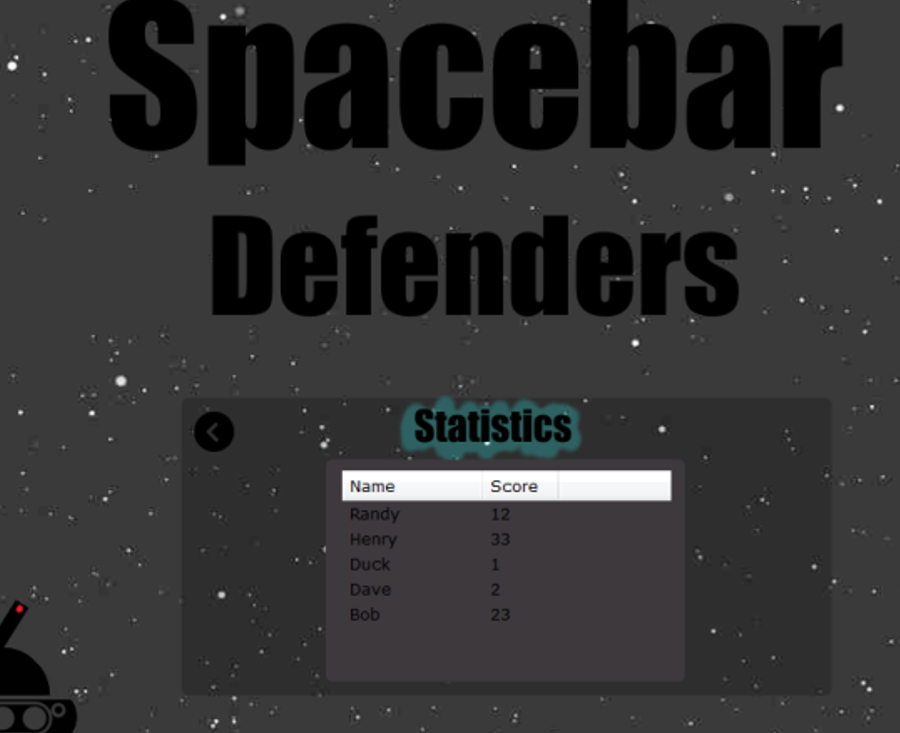 Spacebar
Defenders
Statistics
Name Score
Randy 12
Henry 33
Duck 1
Dave 2
Bob 23